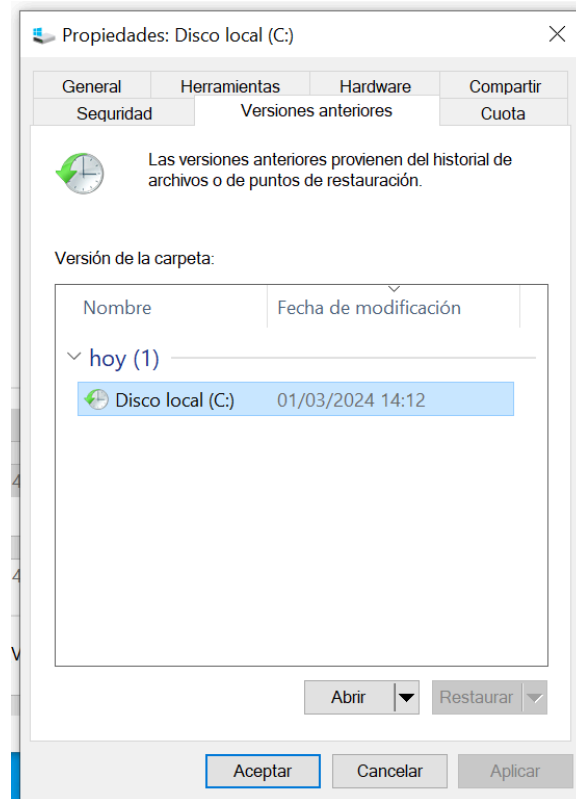 Propiedades: Disco local (C:)
General Herramientas Hardware Compartir
Seguridad Versiones anteriores Cuota
Las versiones anteriores provienen del historial de
archivos o de puntos de restauración.
Versión de la carpeta:
Nombre Fecha de modificación
hoy (1)
Disco local (C:) 01/03/2024 14:12
Abrir Restaurar
Aceptar Cancelar Aplicar